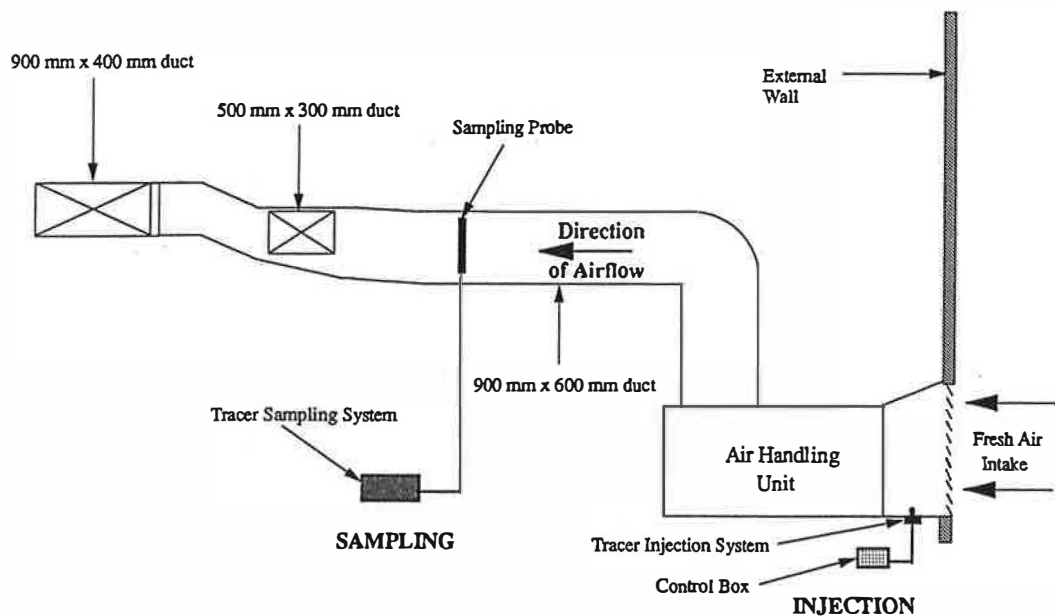 900 mm x 400 mm duct
500 mm x 300 mm duct
Sampling Probe
External
Wall
Direction
of Airflow
900 mm x 600 mm duct
Tracer Sampling System
Air Handling
Unit
Fresh Air
Intake
SAMPLING
Tracer Injection System
Control Box
INJECTION